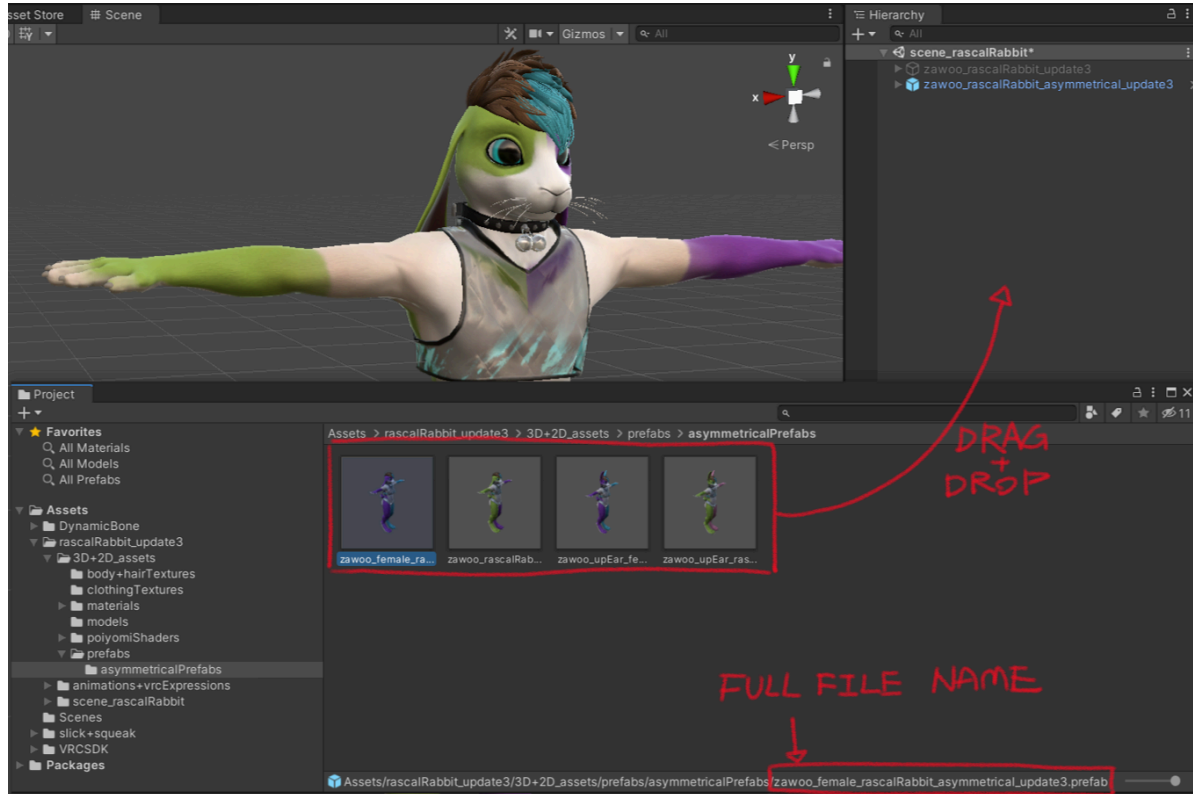 sset Store
Scene
Hierarchy
Gizmos
All
All
scene_rascalRabbit*
zawoo_rascalRabbit_update3
zawoo_rascalRabbit_asymmetrical_update3
y
x
Persp
DRAG
+
DROP
Project
11
Favorites
All Materials
All Models
All Prefabs
Assets
DynamicBone
rascalRabbit_update3
3D+2D_assets
body+hairTextures
clothingTextures
materials
models
poiyomiShaders
prefabs
asymmetricalPrefabs
animations+vrcExpressions
scene_rascalRabbit
Scenes
slick+squeak
VRCSDK
Packages
Assets > rascalRabbit_update3 > 3D+2D_assets > prefabs > asymmetricalPrefabs
zawoo_female_ra...
zawoo_rascalRab...
zawoo_upEar_fe...
zawoo_upEar_ras...
FULL FILE NAME
Assets/rascalRabbit_update3/3D+2D_assets/prefabs/asymmetricalPrefabs/zawoo_female_rascalRabbit_asymmetrical_update3.prefab